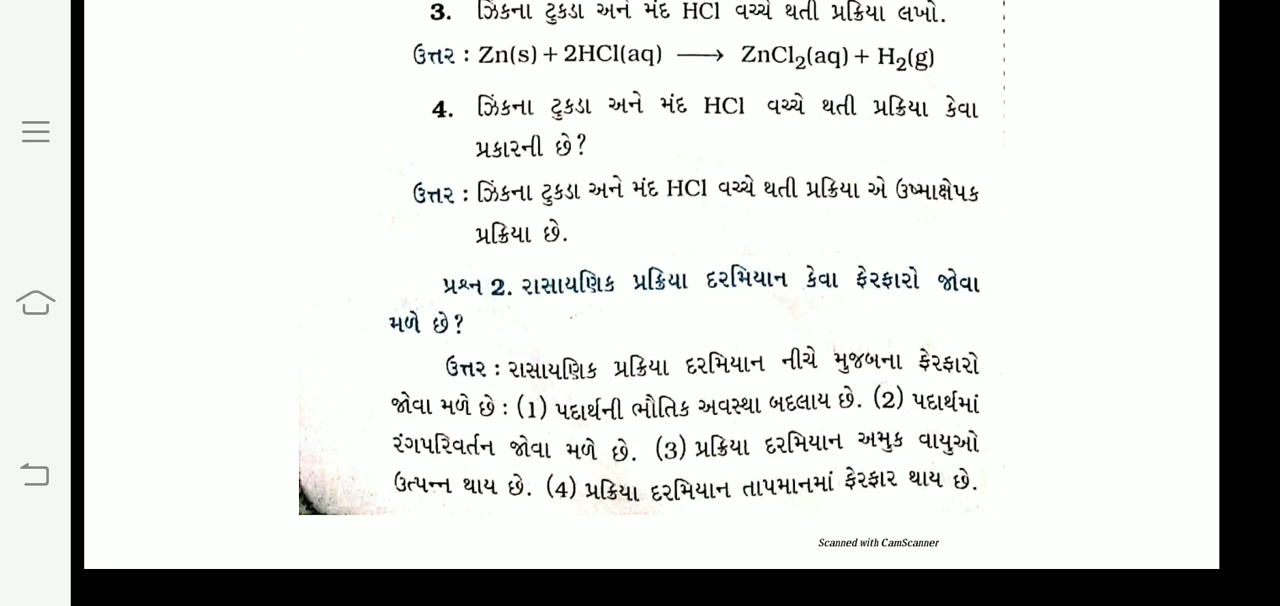 3. ઝિંકના ટુકડા અને મંદ HCl વચ્ચે થતી પ્રક્રિયા લખો.
ઉત્તર : Zn(s) + 2HCl(aq) ⟶ ZnCl₂(aq) + H₂(g)
4. ઝિંકના ટુકડા અને મંદ HCl વચ્ચે થતી પ્રક્રિયા કેવા
પ્રકારની છે?
ઉત્તર : ઝિંકના ટુકડા અને મંદ HCl વચ્ચે થતી પ્રક્રિયા એ ઉષ્માક્ષેપક
પ્રક્રિયા છે.
પ્રશ્ન 2. રાસાયણિક પ્રક્રિયા દરમિયાન કેવા ફેરફારો જોવા
મળે છે?
ઉત્તર : રાસાયણિક પ્રક્રિયા દરમિયાન નીચે મુજબના ફેરફારો
જોવા મળે છે : (1) પદાર્થની ભૌતિક અવસ્થા બદલાય છે. (2) પદાર્થમાં
રંગપરિવર્તન જોવા મળે છે. (3) પ્રક્રિયા દરમિયાન અમુક વાયુઓ
ઉત્પન્ન થાય છે. (4) પ્રક્રિયા દરમિયાન તાપમાનમાં ફેરફાર થાય છે.
Scanned with CamScanner